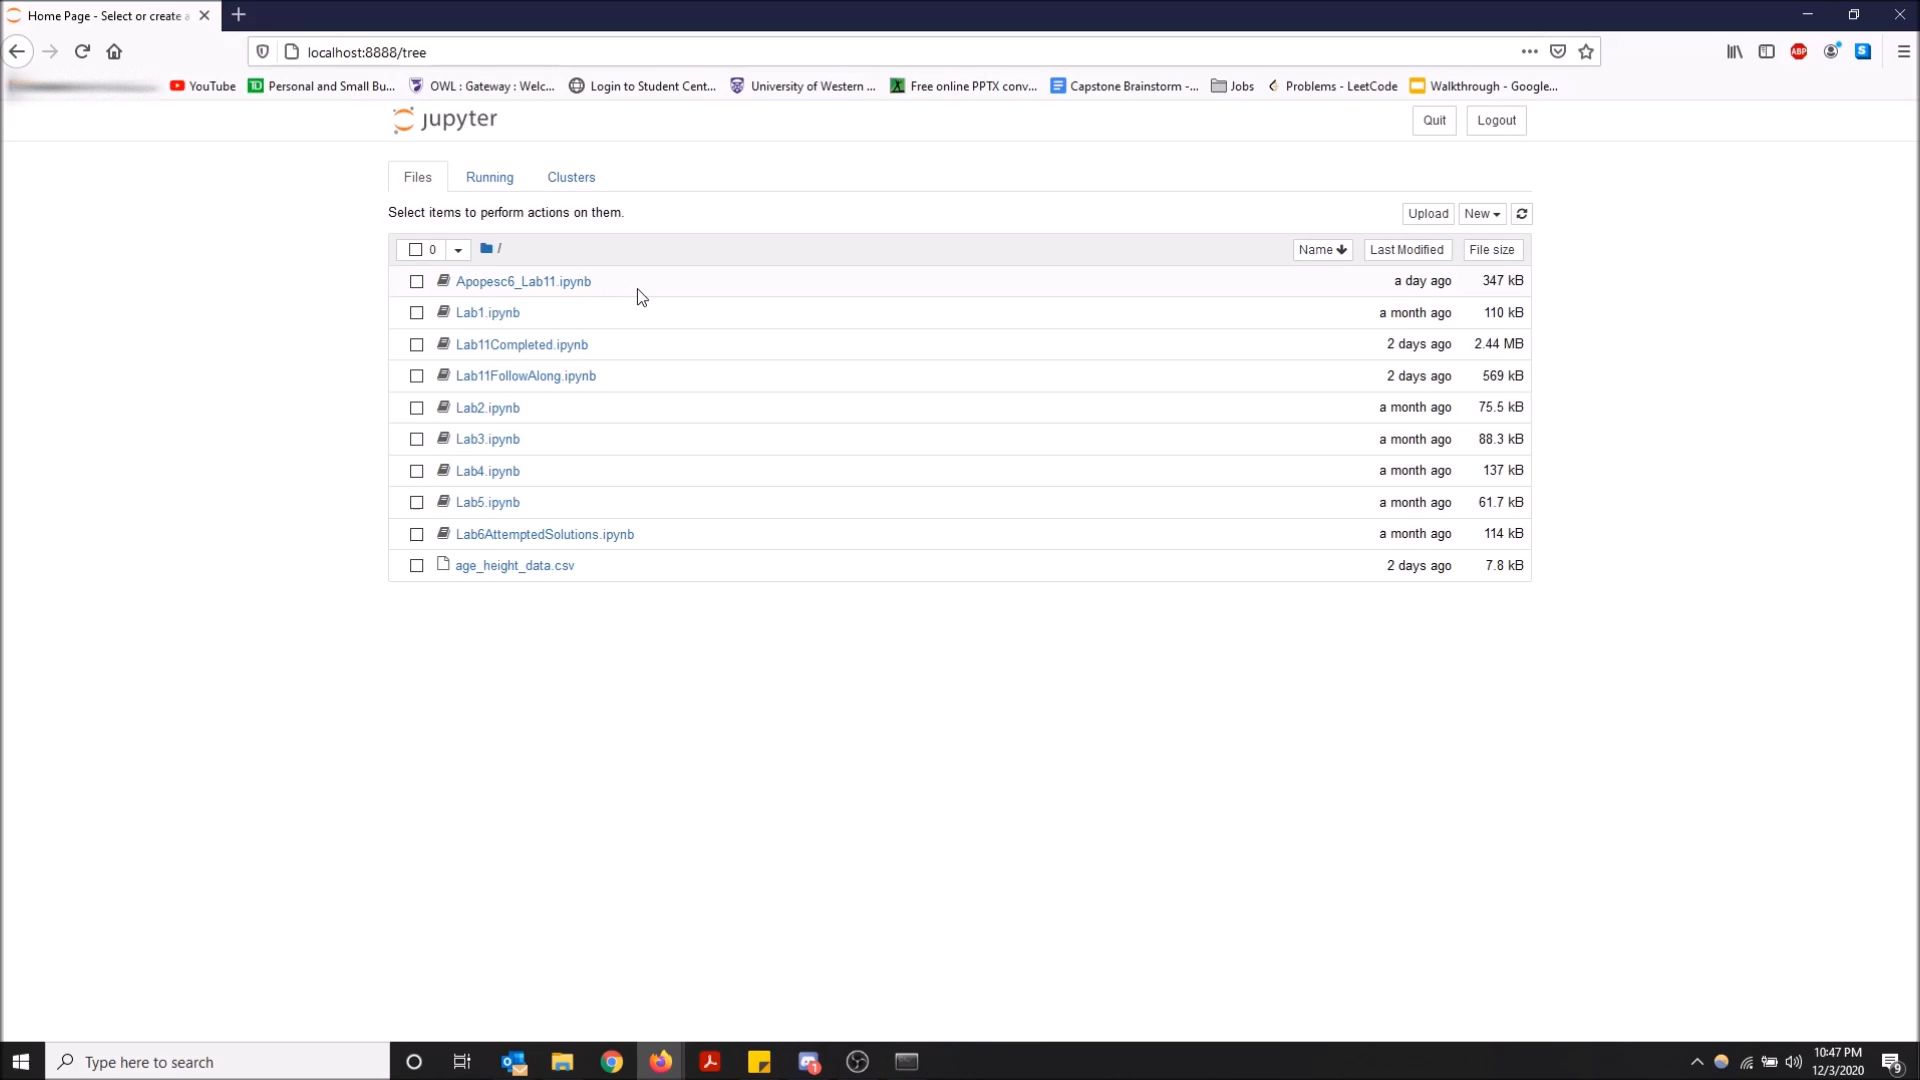 Home Page - Select or create a
localhost:8888/tree
YouTube Personal and Small Bu... OWL : Gateway : Welc... Login to Student Cent... University of Western ... Free online PPTX conv... Capstone Brainstorm -... Jobs Problems - LeetCode Walkthrough - Google...
ABP S
jupyter Quit Logout
Files Running Clusters
Select items to perform actions on them. Upload New
0 / Name Last Modified File size
Apopesc6_Lab11.ipynb a day ago 347 kB
Lab1.ipynb a month ago 110 kB
Lab11Completed.ipynb 2 days ago 2.44 MB
Lab11FollowAlong.ipynb 2 days ago 569 kB
Lab2.ipynb a month ago 75.5 kB
Lab3.ipynb a month ago 88.3 kB
Lab4.ipynb a month ago 137 kB
Lab5.ipynb a month ago 61.7 kB
Lab6AttemptedSolutions.ipynb a month ago 114 kB
age_height_data.csv 2 days ago 7.8 kB
Type here to search
10:47 PM
12/3/2020
9